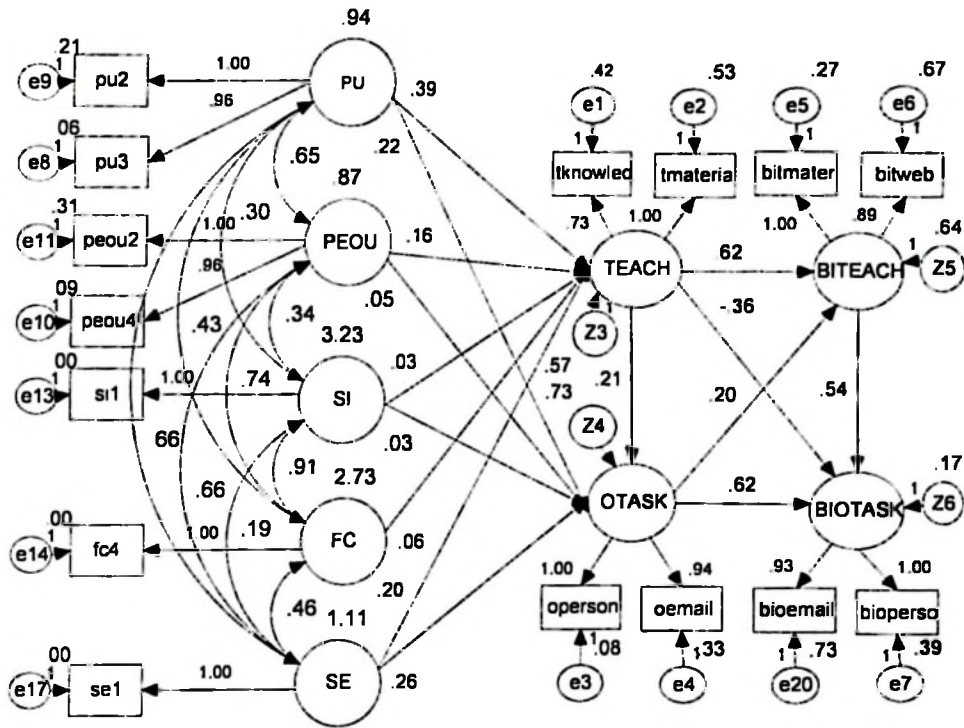 .94
.21
e9 1 pu2 1.00 PU .39
.96
.06
e8 1 pu3 .22
.42 .53 .27 .67
e1 e2 e5 e6
1 1 1 1
tknowled tmateria bitmater bitweb
.65 .87
.31
e11 1 peou2 1.00 PEOU .16
.30
.96
.73 1.00 1.00 .89 .64
TEACH 62 BITEACH 1 Z5
.09
e10 1 peou4 .43 .34 .05
1
Z3 -.36
3.23
.00
e13 1 si1 1.00 .74 SI .03
.57
.73 .21 .20 .54
Z4
.03
66 .66 .91 2.73
.17
OTASK .62 BIOTASK 1 Z6
.00
e14 1 fc4 1.00 .19 FC .06
.20
1.00 .94 .93 1.00
operson oemail bioemail bioperso
.46 1.11
.00
e17 1 se1 1.00 SE .26
1 .08 1 .33 1 .73 1 .39
e3 e4 e20 e7